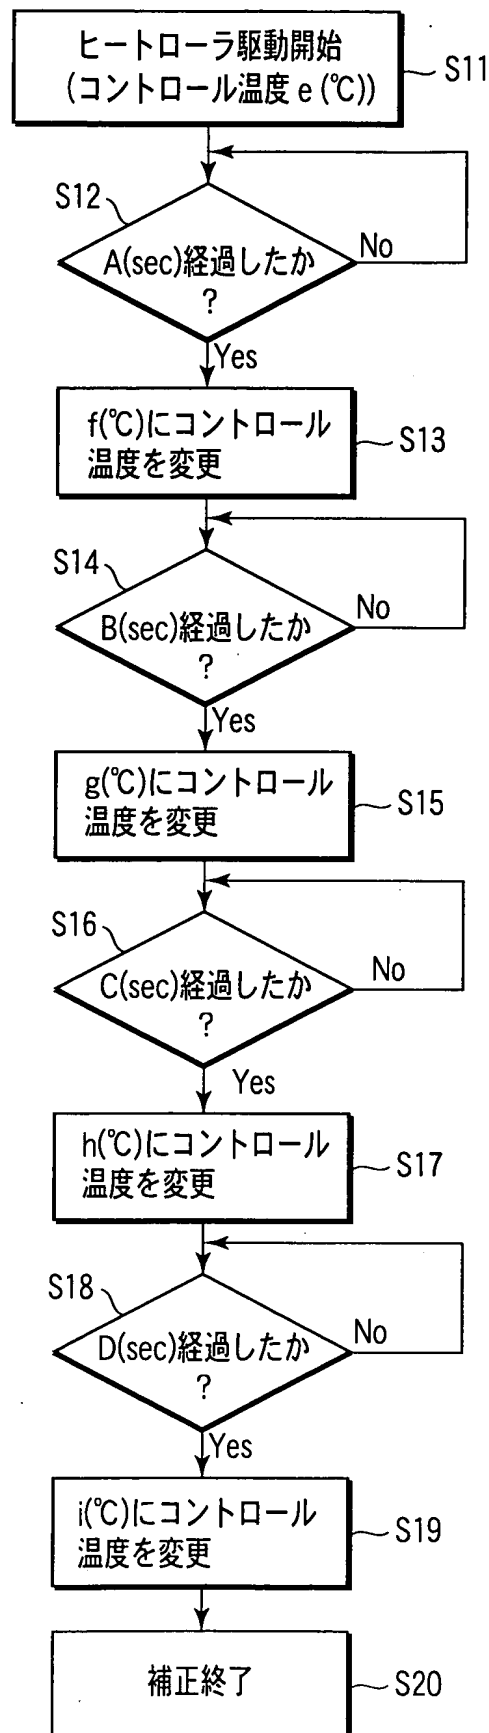 ヒートローラ駆動開始
(コントロール温度 e (℃))
S11
S12
A(sec)経過したか
?
No
Yes
f(℃)にコントロール
温度を変更
S13
S14
B(sec)経過したか
?
No
Yes
g(℃)にコントロール
温度を変更
S15
S16
C(sec)経過したか
?
No
Yes
h(℃)にコントロール
温度を変更
S17
S18
D(sec)経過したか
?
No
Yes
i(℃)にコントロール
温度を変更
S19
補正終了
S20